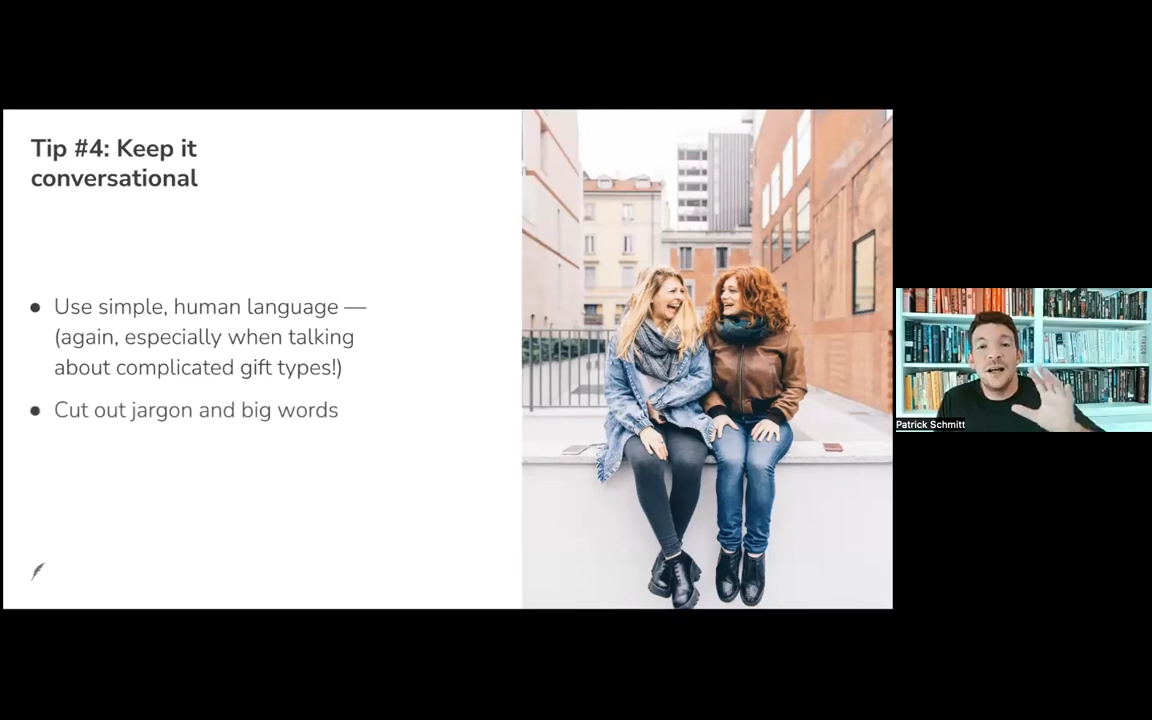 Tip #4: Keep it
conversational
● Use simple, human language —
(again, especially when talking
about complicated gift types!)
● Cut out jargon and big words
Patrick Schmitt